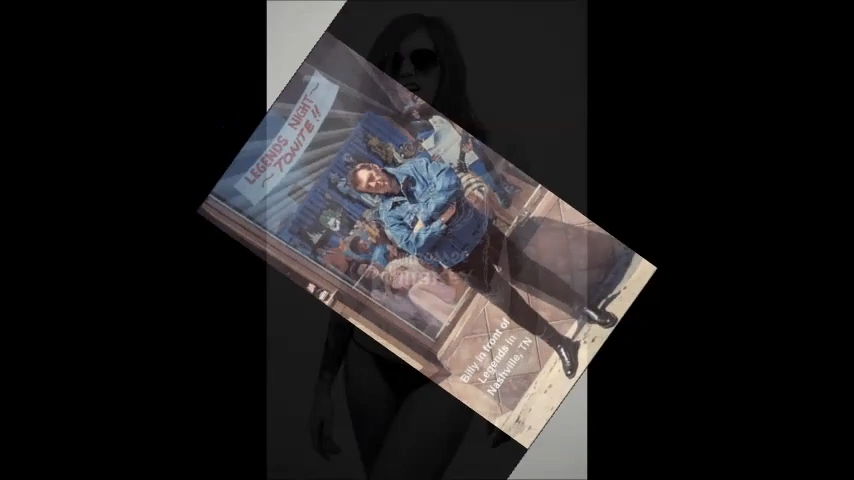 LEGENDS NIGHT
~ TONITE!! ~
Billy in front of
Legends in
Nashville, TN